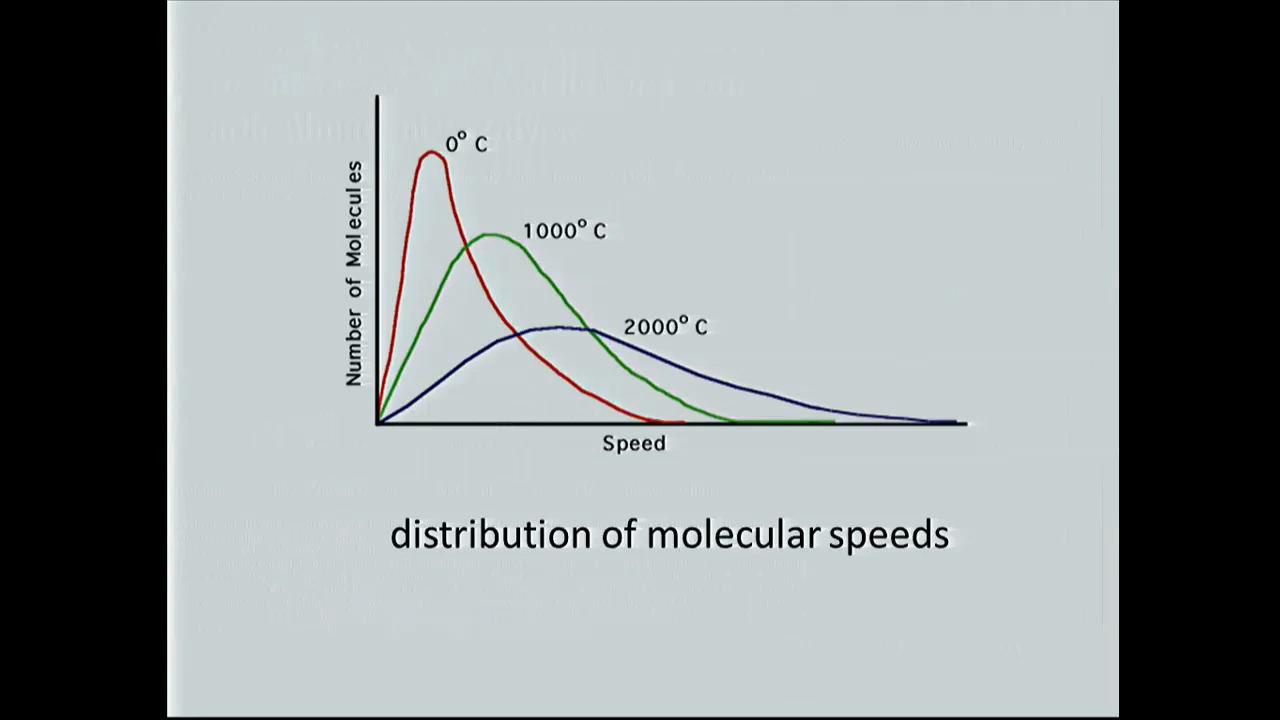 0° C
1000° C
2000° C
Number of Molecules
Speed
distribution of molecular speeds